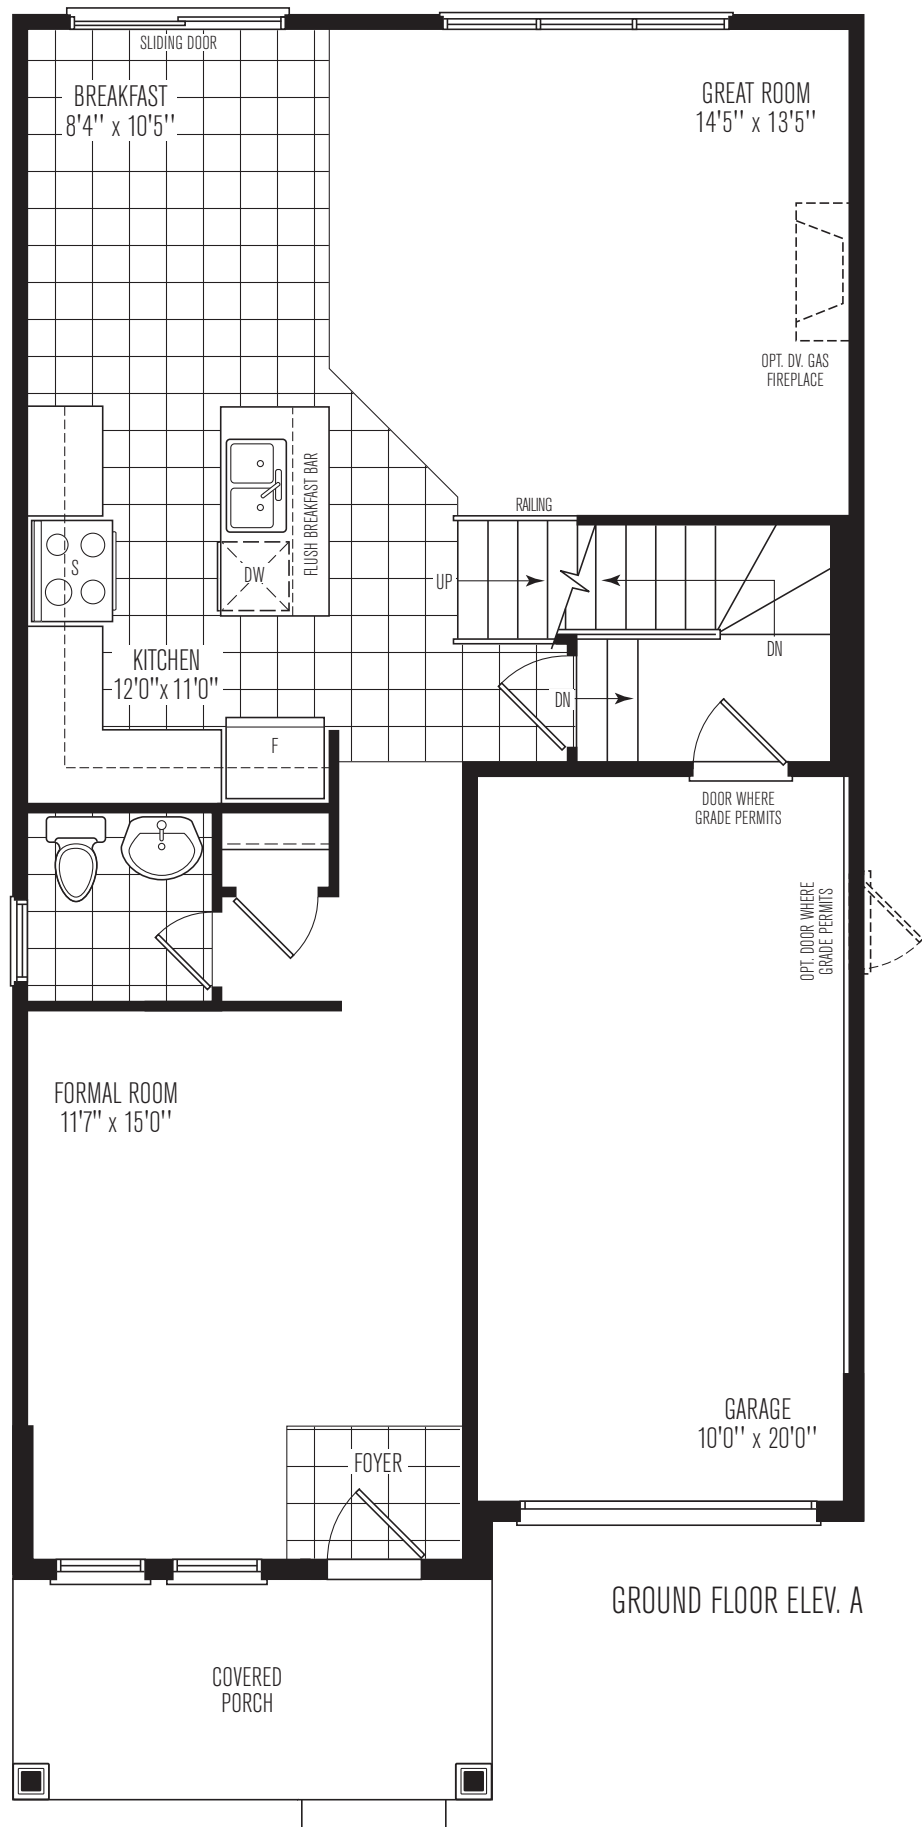 SLIDING DOOR
BREAKFAST
8'4'' x 10'5''
GREAT ROOM
14'5'' x 13'5''
OPT. DV. GAS
FIREPLACE
FLUSH BREAKFAST BAR
RAILING
S
DW
UP
DN
KITCHEN
12'0'' x 11'0''
DN
F
DOOR WHERE
GRADE PERMITS
OPT. DOOR WHERE
GRADE PERMITS
FORMAL ROOM
11'7'' x 15'0''
GARAGE
10'0'' x 20'0''
FOYER
GROUND FLOOR ELEV. A
COVERED
PORCH